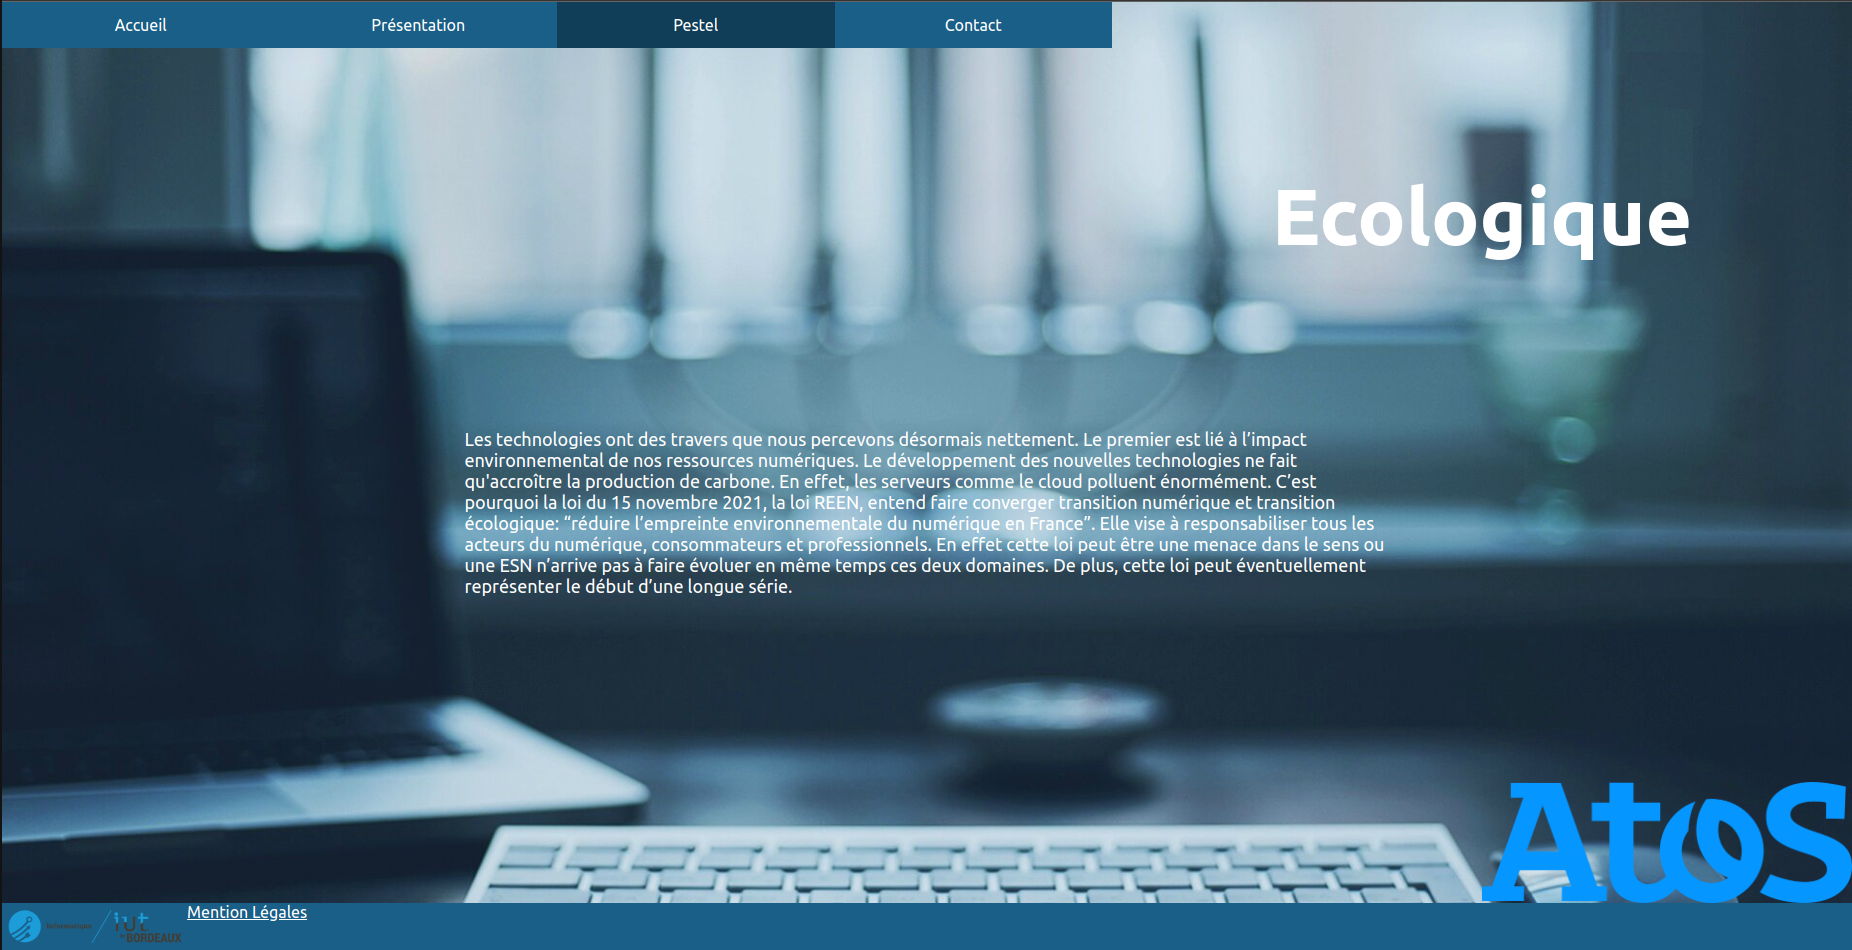 Accueil
Présentation
Pestel
Contact
Ecologique
Les technologies ont des travers que nous percevons désormais nettement. Le premier est lié à l’impact
environnemental de nos ressources numériques. Le développement des nouvelles technologies ne fait
qu'accroître la production de carbone. En effet, les serveurs comme le cloud polluent énormément. C’est
pourquoi la loi du 15 novembre 2021, la loi REEN, entend faire converger transition numérique et transition
écologique: “réduire l’empreinte environnementale du numérique en France”. Elle vise à responsabiliser tous les
acteurs du numérique, consommateurs et professionnels. En effet cette loi peut être une menace dans le sens ou
une ESN n’arrive pas à faire évoluer en même temps ces deux domaines. De plus, cette loi peut éventuellement
représenter le début d’une longue série.
Atos
Mention Légales
iut
BORDEAUX